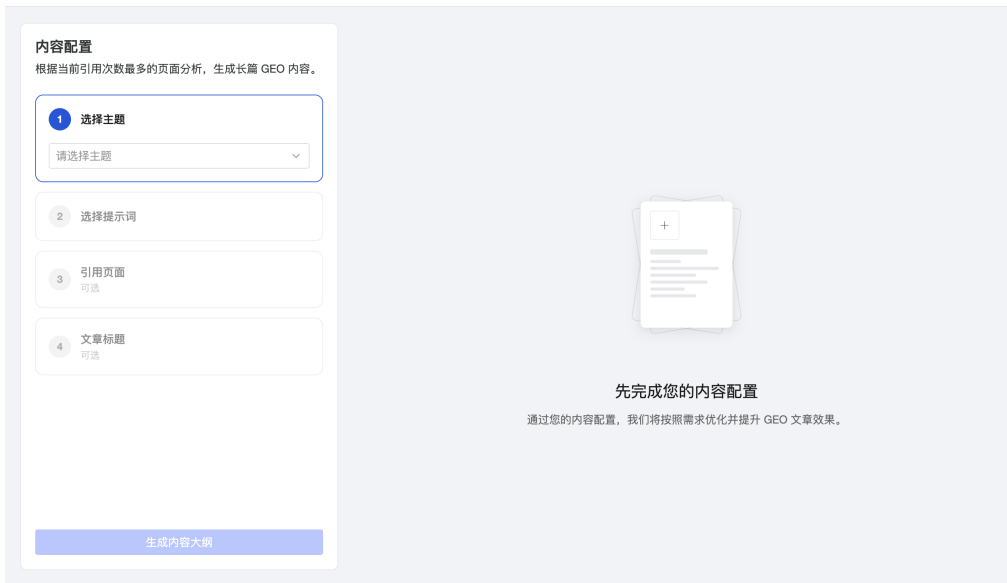 内容配置
根据当前引用次数最多的页面分析，生成长篇 GEO 内容。
1 选择主题
请选择主题
2 选择提示词
3 引用页面
可选
4 文章标题
可选
生成内容大纲
先完成您的内容配置
通过您的内容配置，我们将按照需求优化并提升 GEO 文章效果。